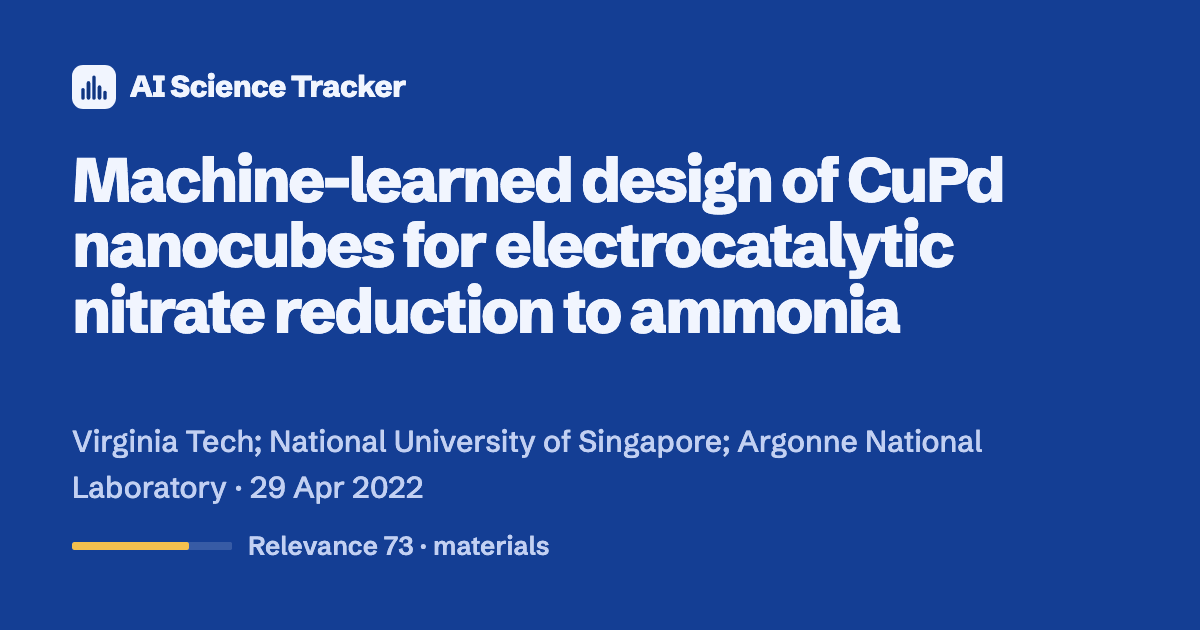 AI Science Tracker
Machine-learned design of CuPd
nanocubes for electrocatalytic
nitrate reduction to ammonia
Virginia Tech; National University of Singapore; Argonne National
Laboratory · 29 Apr 2022
Relevance 73 · materials